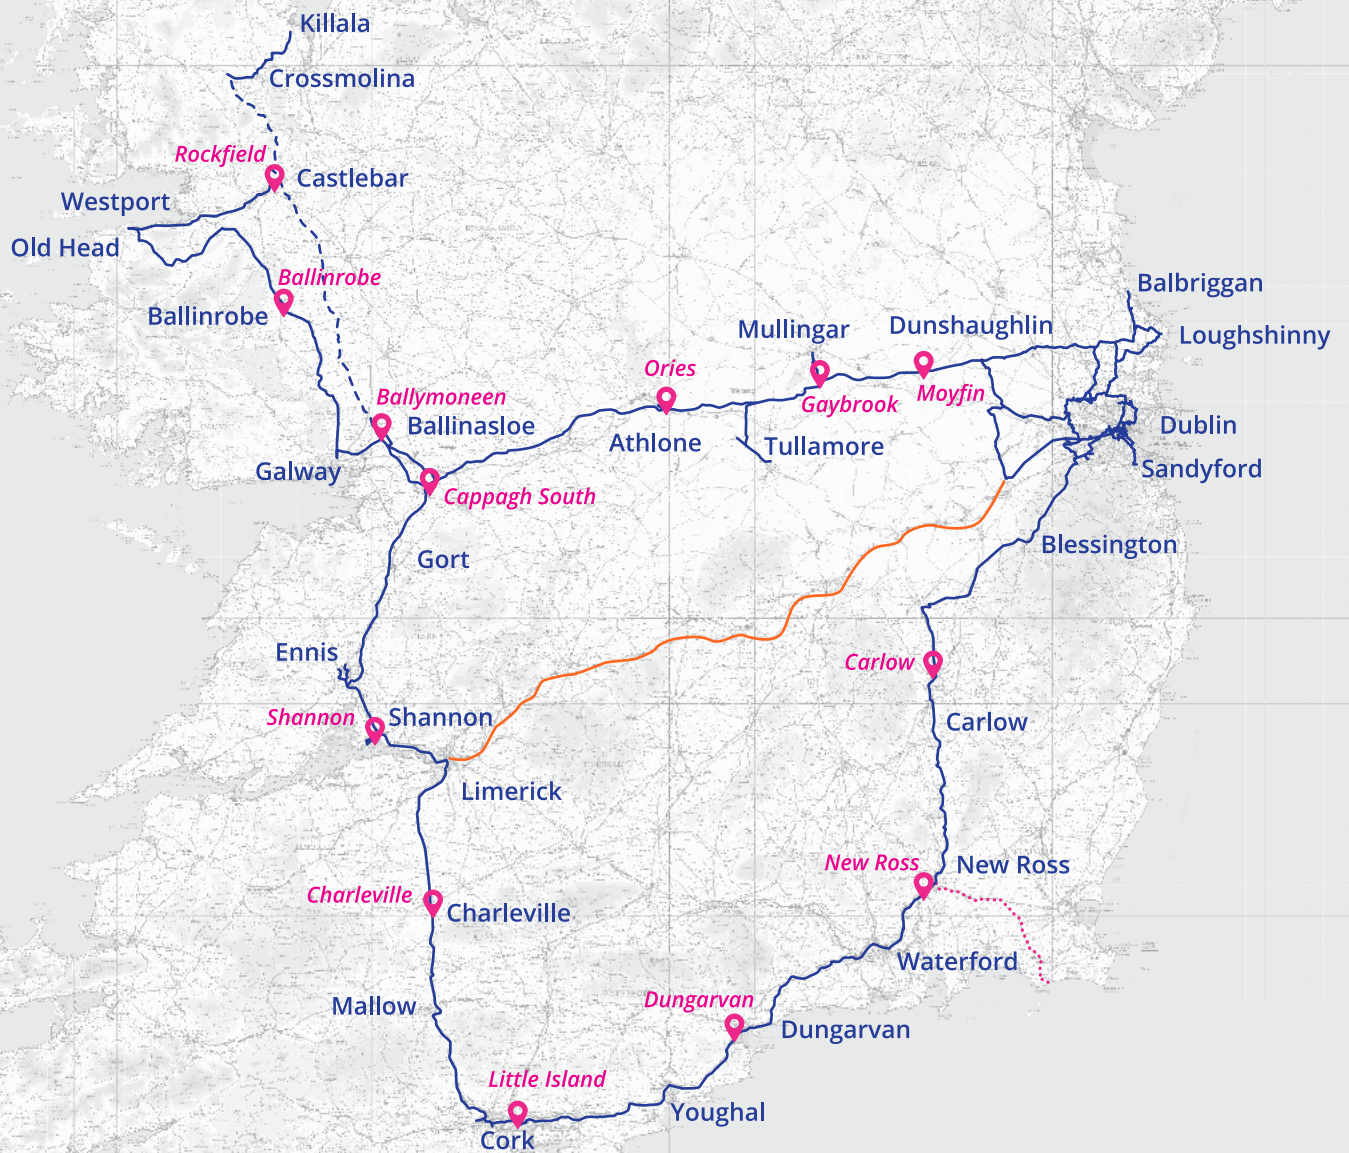 Killala
Crossmolina
Rockfield
Castlebar
Westport
Old Head
Ballinrobe
Ballinrobe
Balbriggan
Mullingar
Dunshaughlin
Loughshinny
Oríes
Moyfin
Gaybrook
Ballymoneen
Ballinasloe
Athlone
Tullamore
Dublin
Sandyford
Galway
Cappagh South
Gort
Blessington
Ennis
Carlow
Shannon
Shannon
Carlow
Limerick
New Ross
New Ross
Charleville
Charleville
Waterford
Mallow
Dungarvan
Dungarvan
Little Island
Youghal
Cork